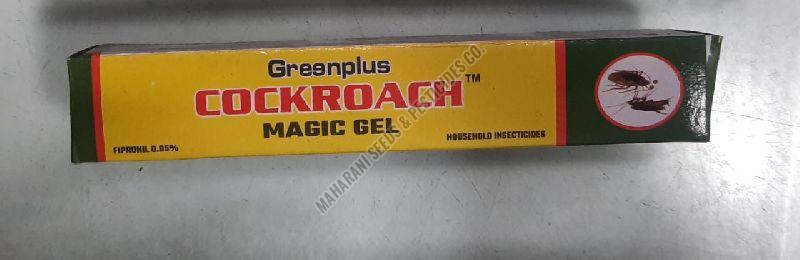 Greenplus
COCKROACH™
MAGIC GEL
FIPRONIL 0.05%
HOUSEHOLD INSECTICIDES
MAHARANI SEEDS & PESTICIDES CO.